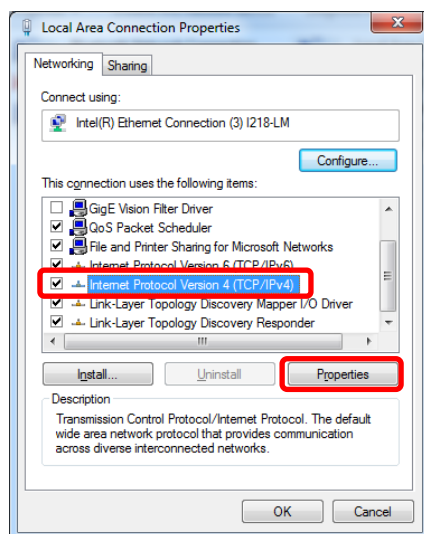 Local Area Connection Properties
Networking
Sharing
Connect using:
Intel(R) Ethernet Connection (3) I218-LM
Configure...
This connection uses the following items:
GigE Vision Filter Driver
QoS Packet Scheduler
File and Printer Sharing for Microsoft Networks
Internet Protocol Version 6 (TCP/IPv6)
Internet Protocol Version 4 (TCP/IPv4)
Link-Layer Topology Discovery Mapper I/O Driver
Link-Layer Topology Discovery Responder
Install...
Uninstall
Properties
Description
Transmission Control Protocol/Internet Protocol. The default
wide area network protocol that provides communication
across diverse interconnected networks.
OK
Cancel